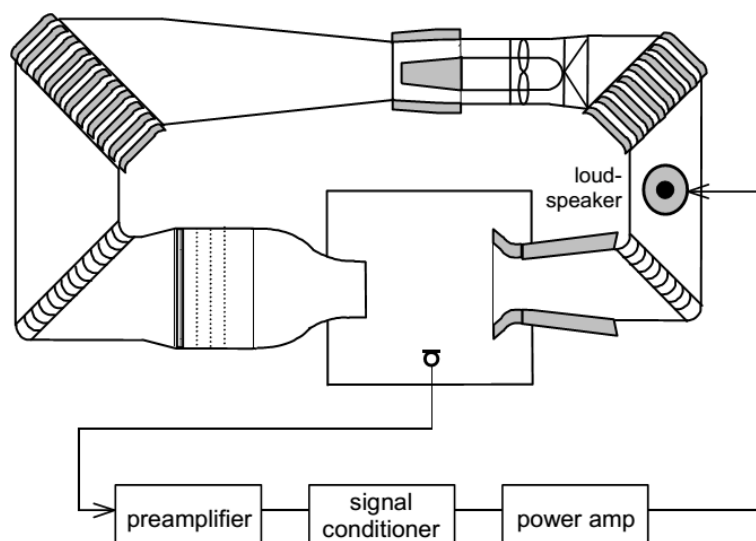 loud-
speaker
preamplifier
signal
conditioner
power amp